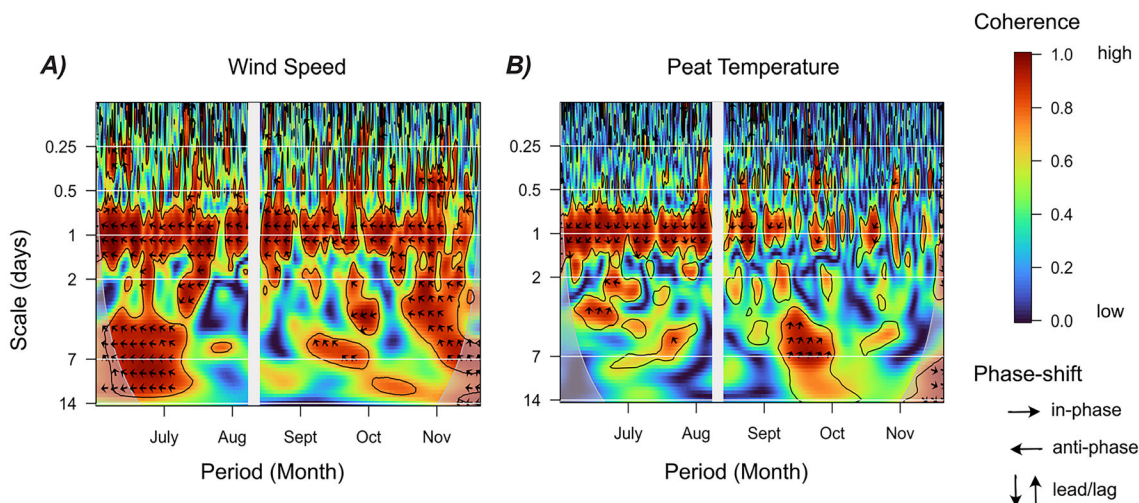 Coherence
A) Wind Speed
B) Peat Temperature
1.0 high
0.8
0.6
0.4
0.2
0.0 low
Scale (days)
0.25
0.5
1
2
7
14
July Aug Sept Oct Nov
Period (Month)
0.25
0.5
1
2
7
14
July Aug Sept Oct Nov
Period (Month)
Phase-shift
in-phase
anti-phase
lead/lag